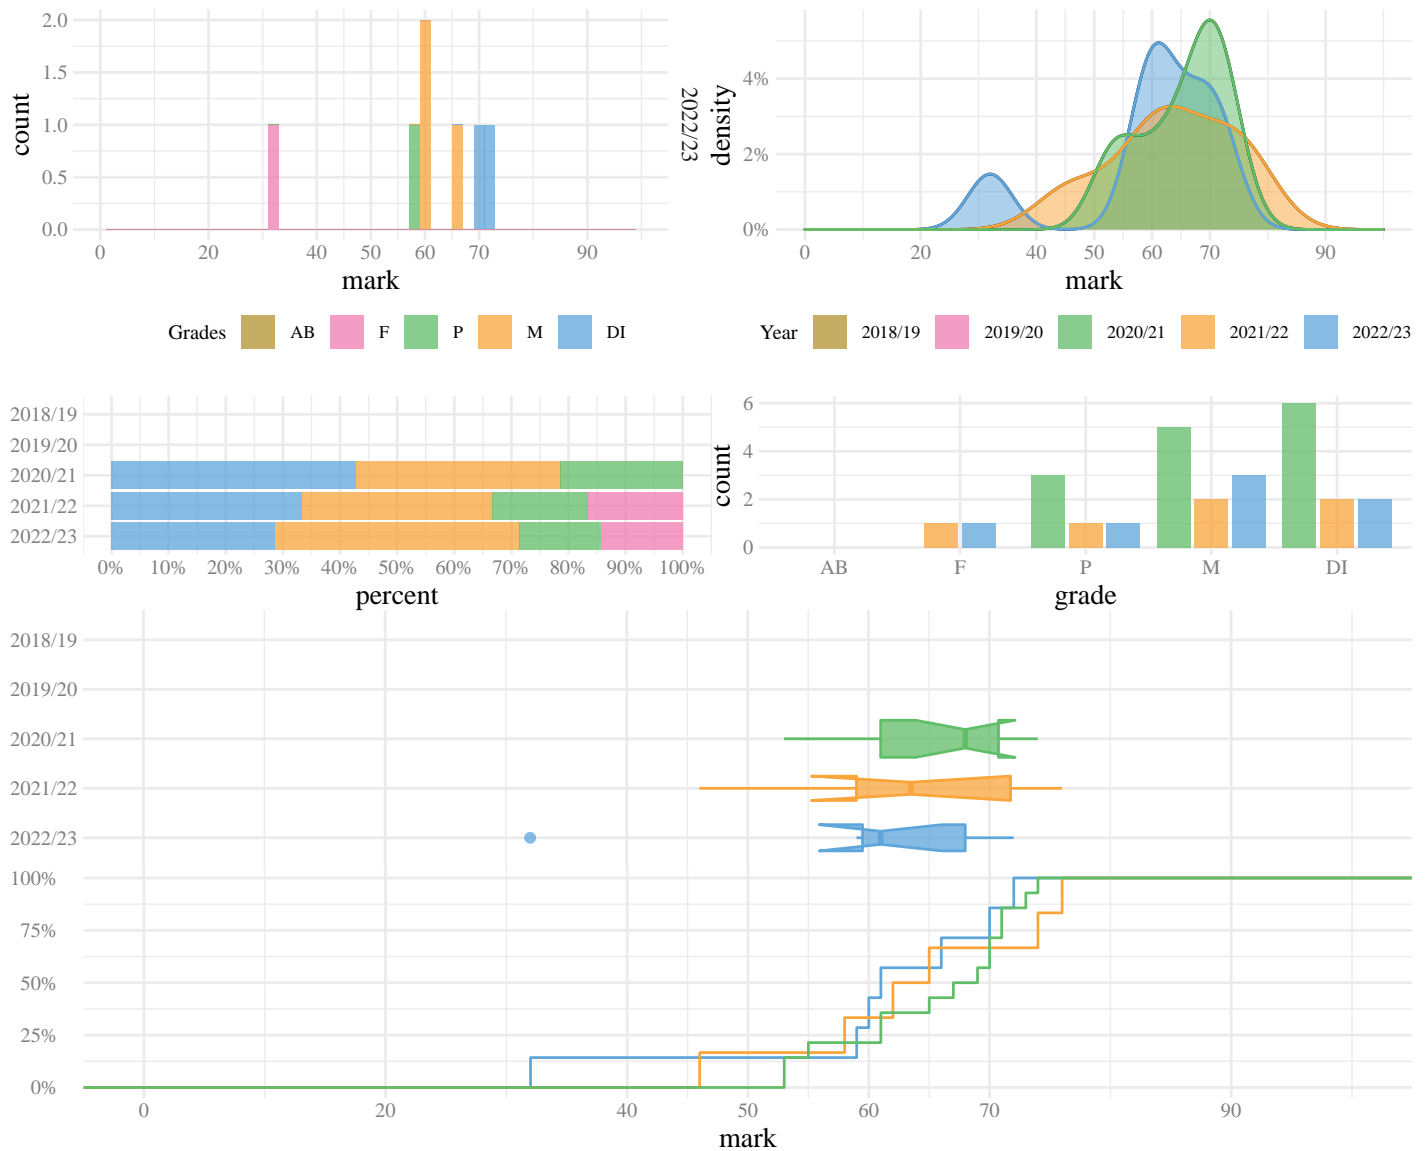 2.0
1.5
1.0
0.5
0.0
count
0 20 40 50 60 70 90
mark
2022/23
4%
2%
0%
density
0 20 40 50 60 70 90
mark
Grades AB F P M DI
Year 2018/19 2019/20 2020/21 2021/22 2022/23
2018/19
2019/20
2020/21
2021/22
2022/23
0% 10% 20% 30% 40% 50% 60% 70% 80% 90% 100%
percent
6
4
2
0
count
AB F P M DI
grade
2018/19
2019/20
2020/21
2021/22
2022/23
100%
75%
50%
25%
0%
0 20 40 60 70 90
mark